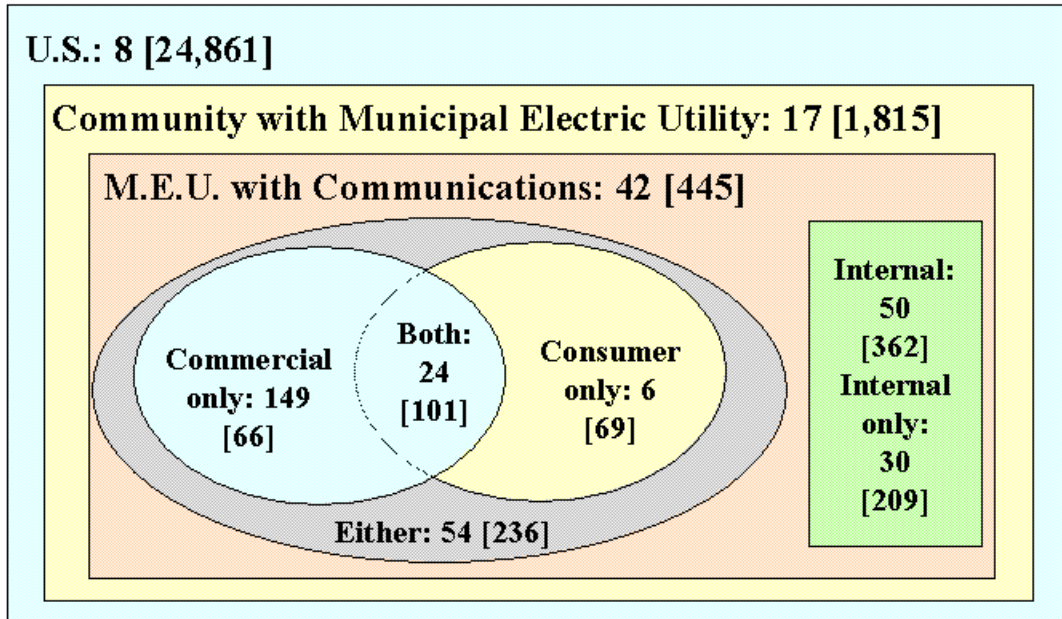 U.S.: 8 [24,861]
Community with Municipal Electric Utility: 17 [1,815]
M.E.U. with Communications: 42 [445]
Commercial
only: 149
[66]
Both:
24
[101]
Consumer
only: 6
[69]
Either: 54 [236]
Internal:
50
[362]
Internal
only:
30
[209]